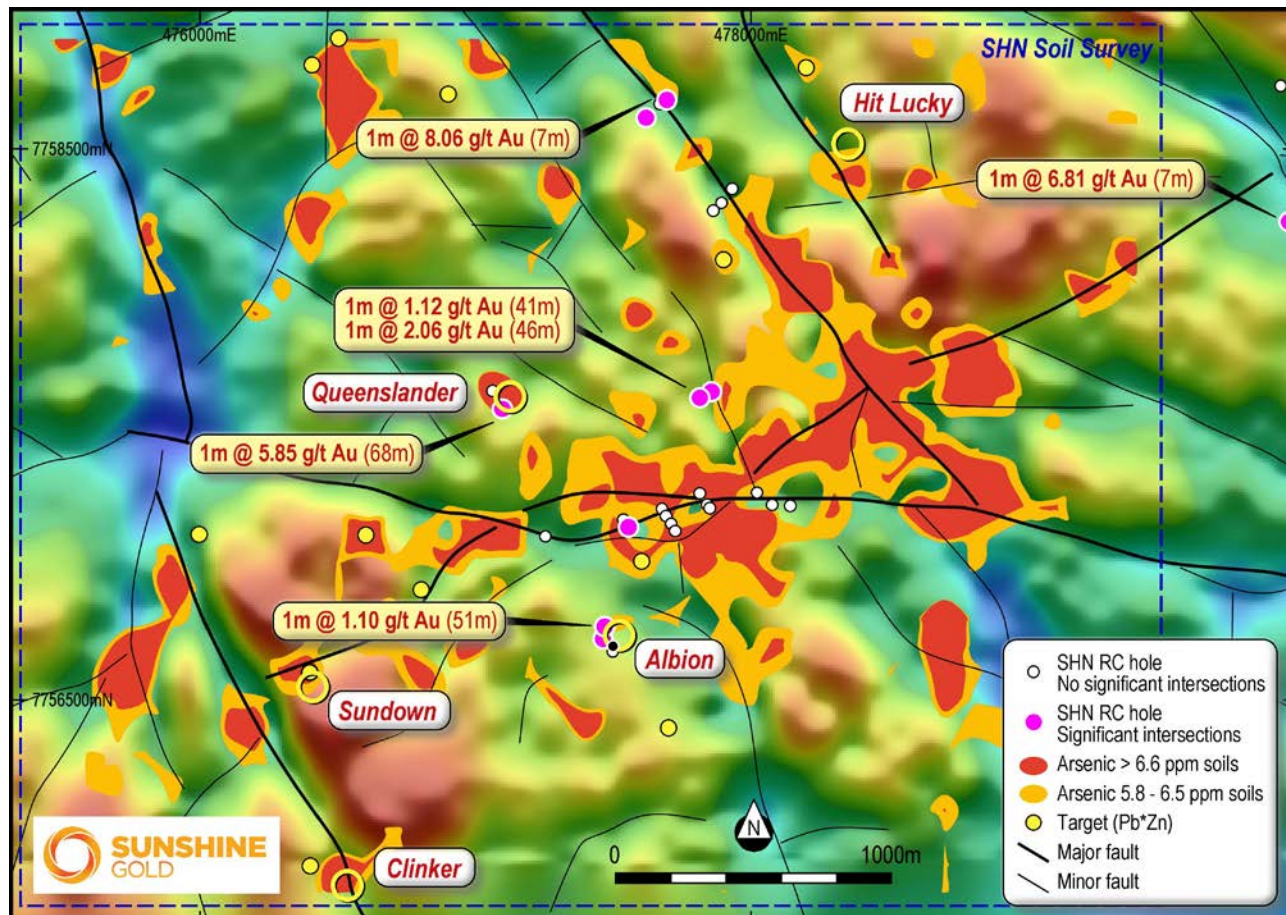 476000mE
478000mE
SHN Soil Survey
Hit Lucky
1m @ 8.06 g/t Au (7m)
7758500mN
1m @ 6.81 g/t Au (7m)
1m @ 1.12 g/t Au (41m)
1m @ 2.06 g/t Au (46m)
Queenslander
1m @ 5.85 g/t Au (68m)
1m @ 1.10 g/t Au (51m)
Albion
7756500mN
Sundown
SHN RC hole
No significant intersections
SHN RC hole
Significant intersections
Arsenic > 6.6 ppm soils
Arsenic 5.8 - 6.5 ppm soils
Target (Pb*Zn)
Major fault
Minor fault
N
0 1000m
SUNSHINE
GOLD
Clinker